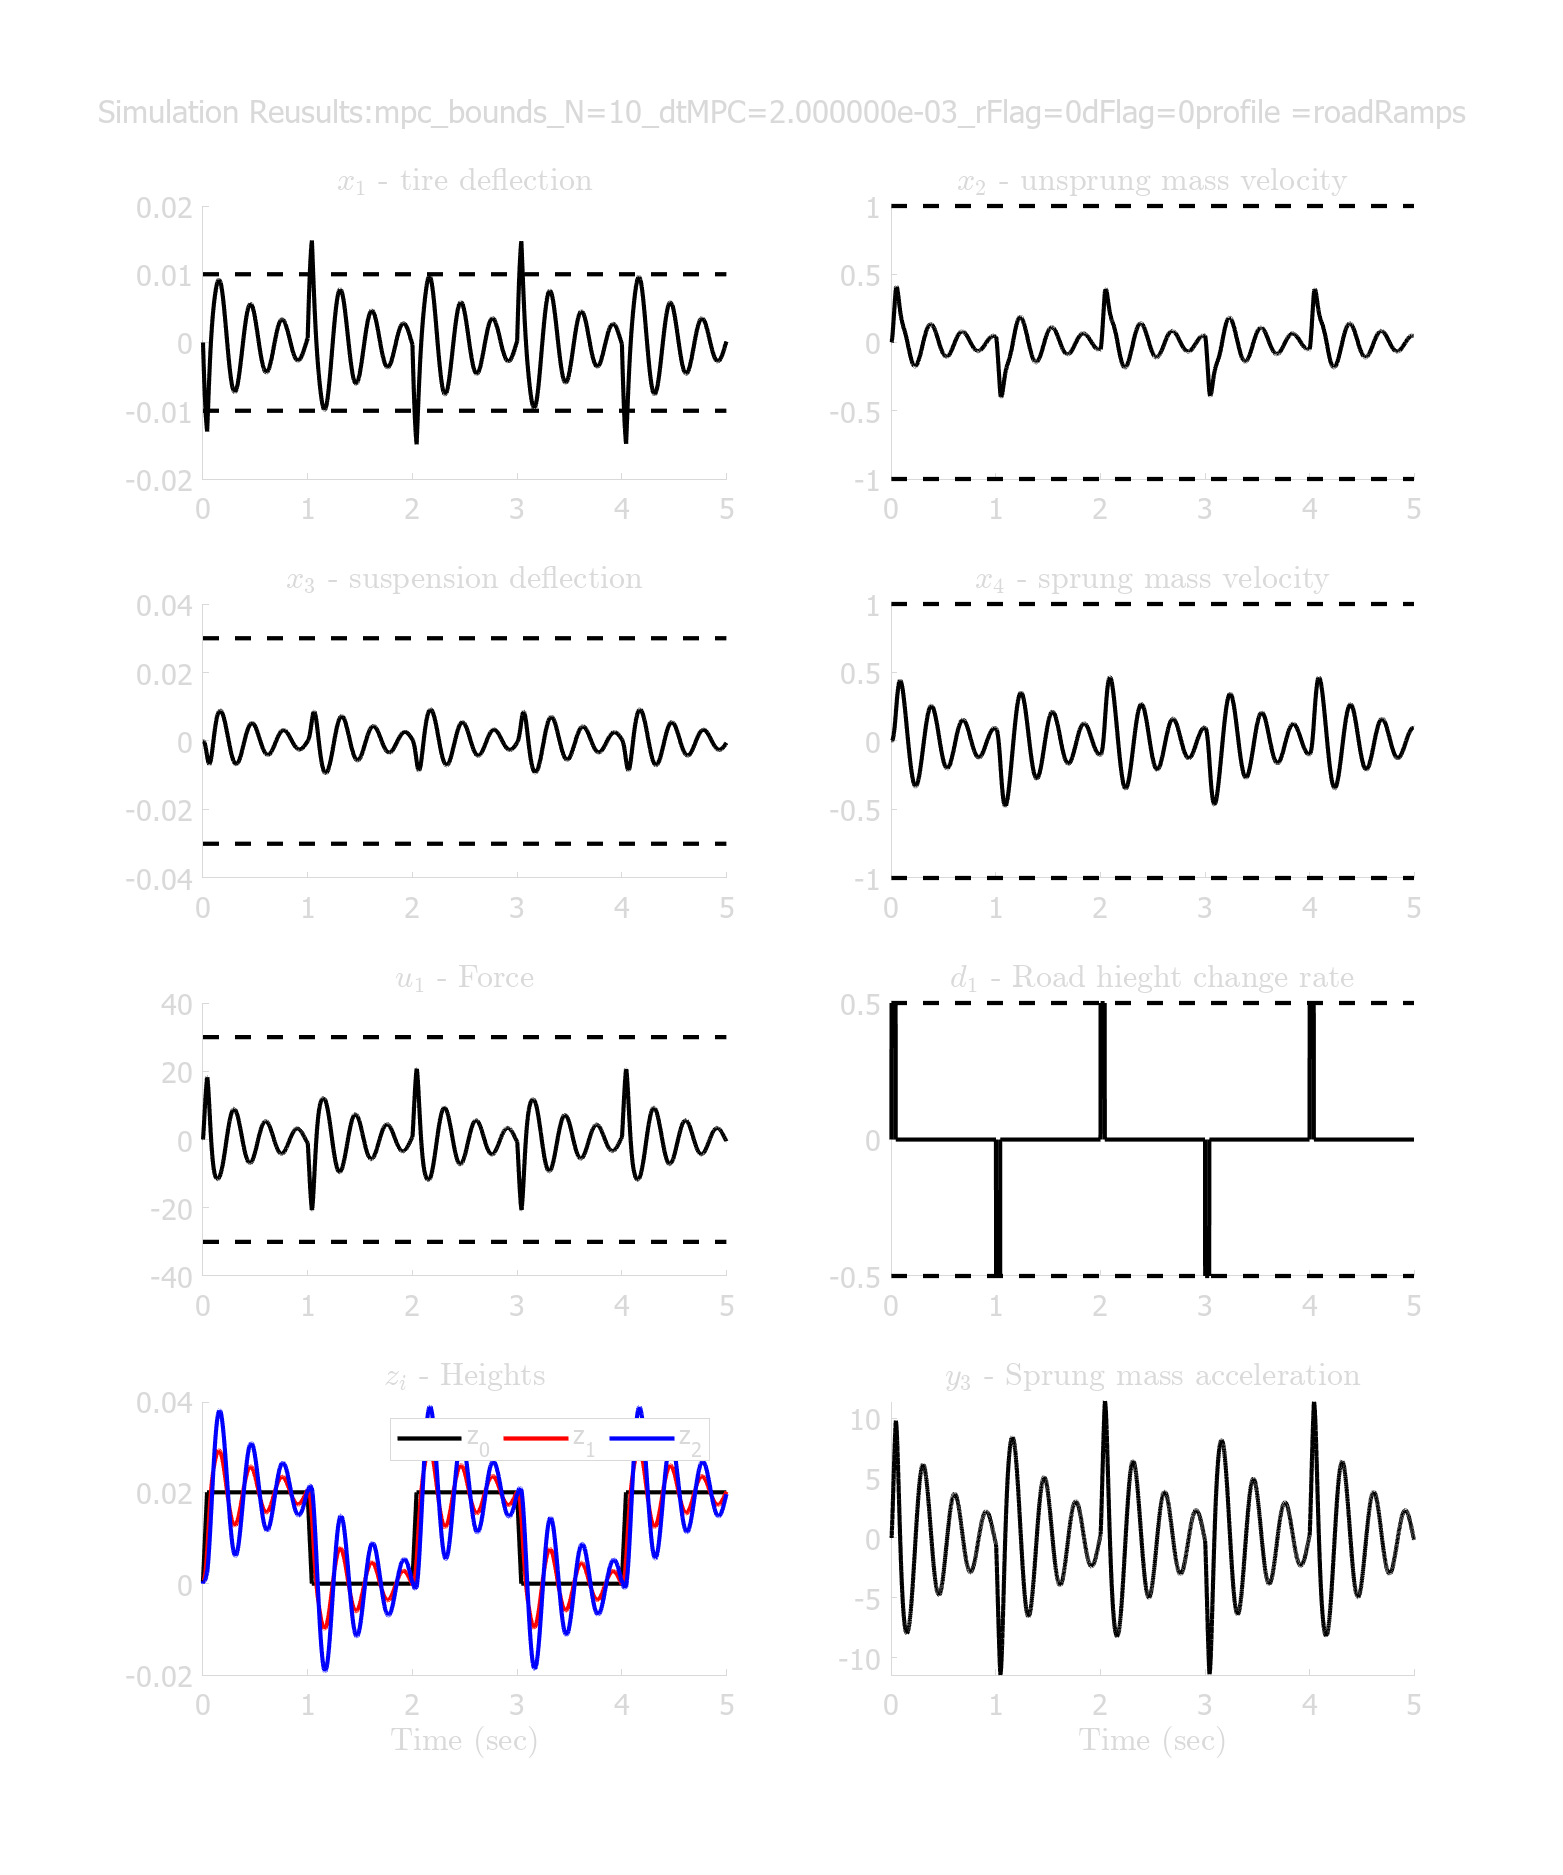 Simulation Reusults:mpc_bounds_N=10_dtMPC=2.000000e-03_rFlag=0dFlag=0profile =roadRamps
x₁ - tire deflection
0.02
0.01
0
-0.01
-0.02
0 1 2 3 4 5
x₂ - unsprung mass velocity
1
0.5
0
-0.5
-1
0 1 2 3 4 5
x₃ - suspension deflection
0.04
0.02
0
-0.02
-0.04
0 1 2 3 4 5
x₄ - sprung mass velocity
1
0.5
0
-0.5
-1
0 1 2 3 4 5
u₁ - Force
40
20
0
-20
-40
0 1 2 3 4 5
d₁ - Road hieght change rate
0.5
0
-0.5
0 1 2 3 4 5
zᵢ - Heights
0.04
0.02
0
-0.02
z₀ z₁ z₂
0 1 2 3 4 5
Time (sec)
y₃ - Sprung mass acceleration
10
5
0
-5
-10
0 1 2 3 4 5
Time (sec)